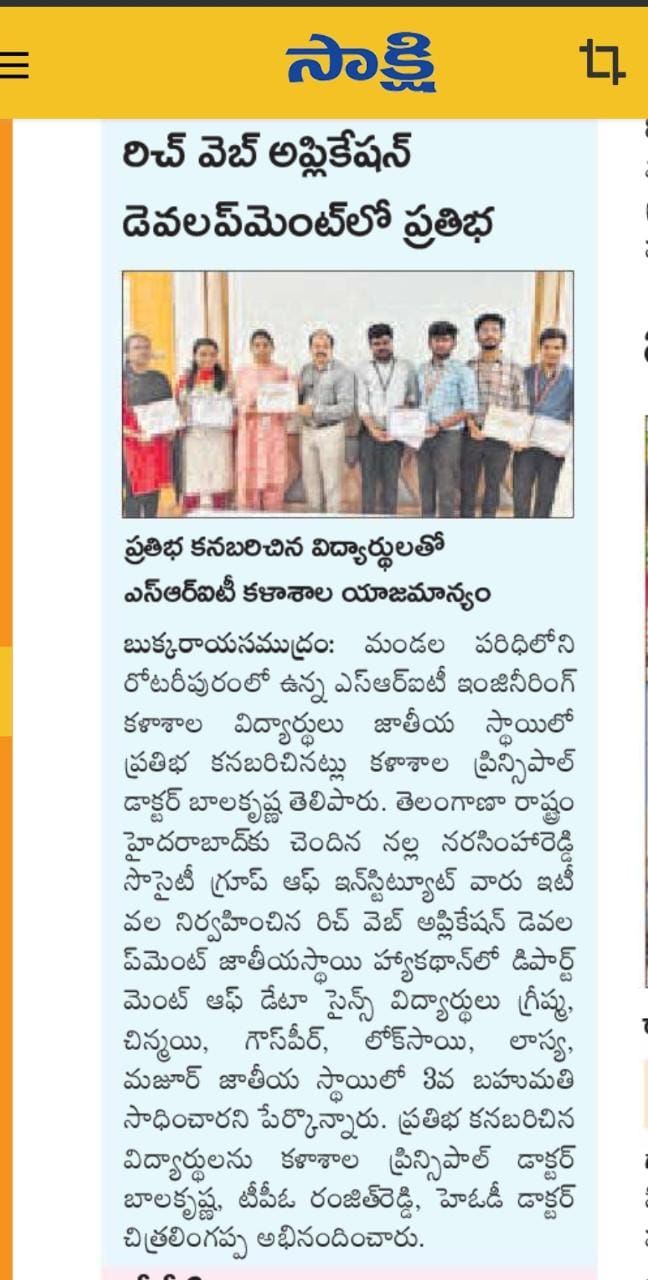 సాక్షి
రిచ్ వెబ్ అప్లికేషన్
డెవలప్‌మెంట్‌లో ప్రతిభ
ప్రతిభ కనబరిచిన విద్యార్థులతో
ఎస్ఆర్ఐటీ కళాశాల యాజమాన్యం
బుక్కరాయసముద్రం: మండల పరిధిలోని
రోటరీపురంలో ఉన్న ఎస్ఆర్ఐటీ ఇంజినీరింగ్
కళాశాల విద్యార్థులు జాతీయ స్థాయిలో
ప్రతిభ కనబరిచినట్లు కళాశాల ప్రిన్సిపాల్
డాక్టర్ బాలకృష్ణ తెలిపారు. తెలంగాణా రాష్ట్రం
హైదరాబాద్‌కు చెందిన నల్ల నరసింహారెడ్డి
సొసైటీ గ్రూప్ ఆఫ్ ఇన్‌స్టిట్యూట్ వారు ఇటీ
వల నిర్వహించిన రిచ్ వెబ్ అప్లికేషన్ డెవల
ప్‌మెంట్ జాతీయస్థాయి హ్యాకథాన్‌లో డిపార్ట్
మెంట్ ఆఫ్ డేటా సైన్స్ విద్యార్థులు గ్రీష్మ,
చిన్మయి, గౌస్‌పీర్, లోక్‌సాయి, లాస్య,
మజూర్ జాతీయ స్థాయిలో 3వ బహుమతి
సాధించారని పేర్కొన్నారు. ప్రతిభ కనబరిచిన
విద్యార్థులను కళాశాల ప్రిన్సిపాల్ డాక్టర్
బాలకృష్ణ, టీపీఓ రంజిత్‌రెడ్డి, హెఓడీ డాక్టర్
చిత్రలింగప్ప అభినందించారు.